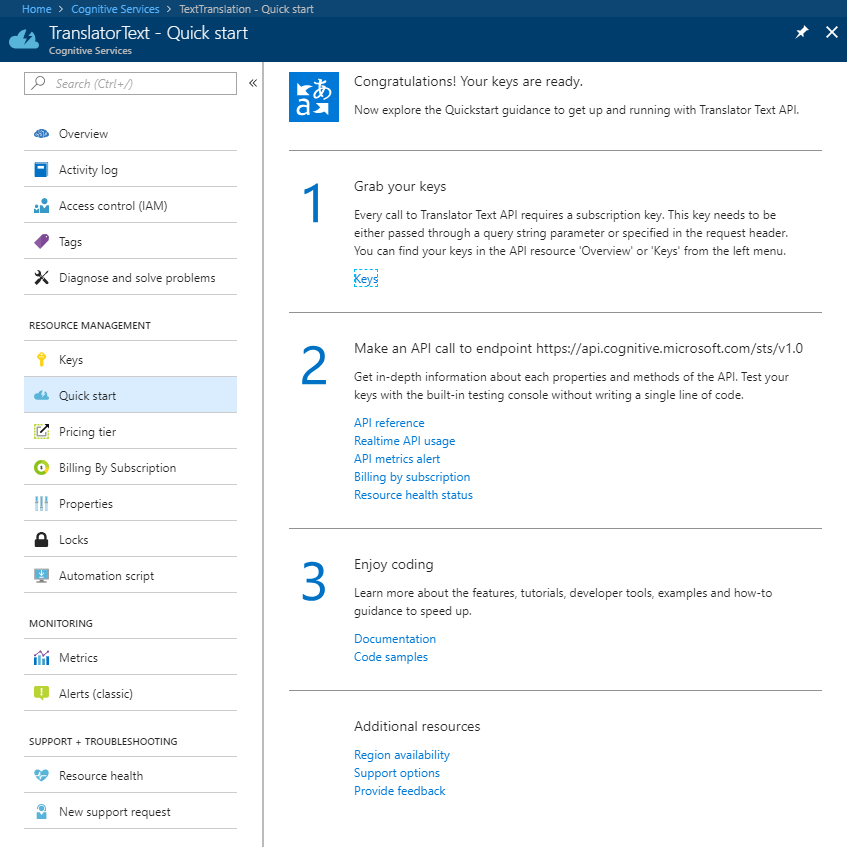 Home > Cognitive Services > TextTranslation - Quick start
TranslatorText - Quick start
Cognitive Services
Search (Ctrl+/)
«
Overview
Activity log
Access control (IAM)
Tags
Diagnose and solve problems
RESOURCE MANAGEMENT
Keys
Quick start
Pricing tier
Billing By Subscription
Properties
Locks
Automation script
MONITORING
Metrics
Alerts (classic)
SUPPORT + TROUBLESHOOTING
Resource health
New support request
a あ
Congratulations! Your keys are ready.
Now explore the Quickstart guidance to get up and running with Translator Text API.
1
Grab your keys
Every call to Translator Text API requires a subscription key. This key needs to be
either passed through a query string parameter or specified in the request header.
You can find your keys in the API resource 'Overview' or 'Keys' from the left menu.
Keys
2
Make an API call to endpoint https://api.cognitive.microsoft.com/sts/v1.0
Get in-depth information about each properties and methods of the API. Test your
keys with the built-in testing console without writing a single line of code.
API reference
Realtime API usage
API metrics alert
Billing by subscription
Resource health status
3
Enjoy coding
Learn more about the features, tutorials, developer tools, examples and how-to
guidance to speed up.
Documentation
Code samples
Additional resources
Region availability
Support options
Provide feedback